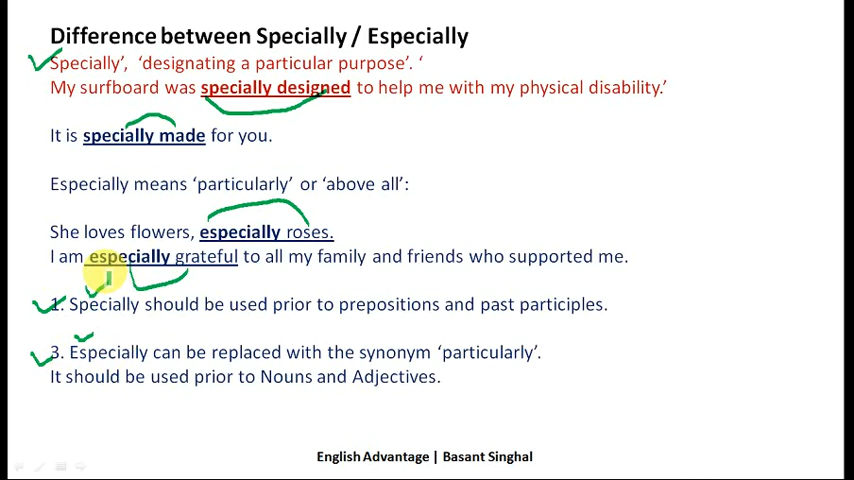 Difference between Specially / Especially
Specially’, ‘designating a particular purpose’. ‘
My surfboard was specially designed to help me with my physical disability.’
It is specially made for you.
Especially means ‘particularly’ or ‘above all’:
She loves flowers, especially roses.
I am especially grateful to all my family and friends who supported me.
1. Specially should be used prior to prepositions and past participles.
3. Especially can be replaced with the synonym ‘particularly’.
It should be used prior to Nouns and Adjectives.
English Advantage | Basant Singhal